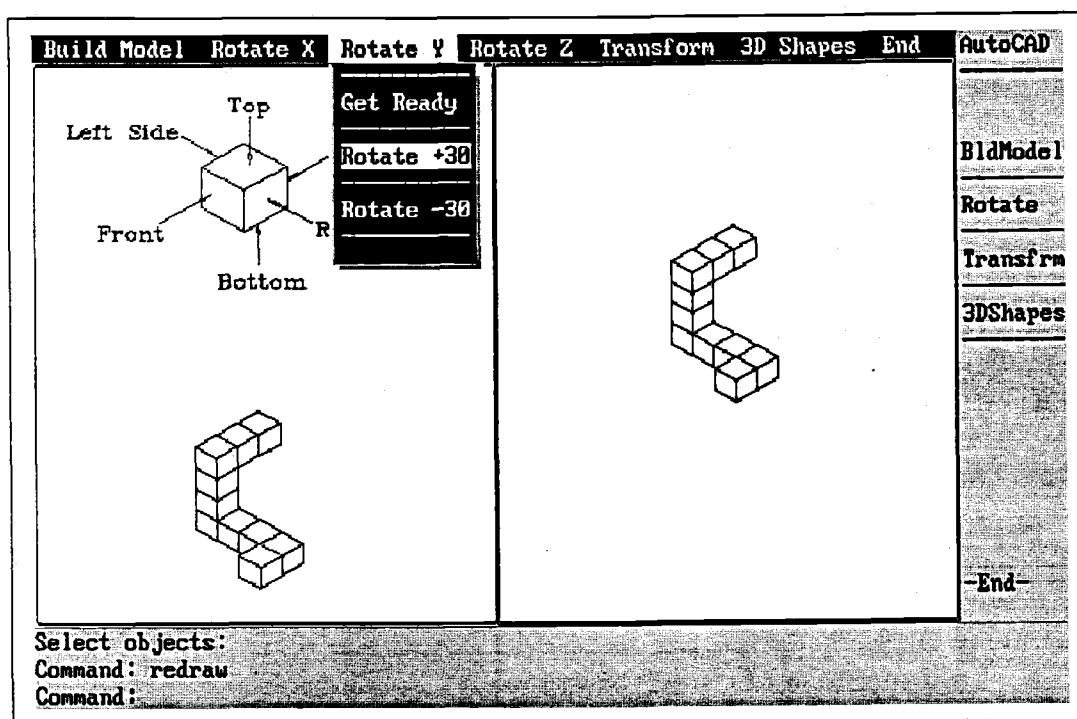 Build Model Rotate X Rotate Y Rotate Z Transform 3D Shapes End
AutoCAD
Get Ready
Rotate +30
Rotate -30
Top
Left Side
Front
R
Bottom
BldModel
Rotate
Transfrm
3DShapes
-End-
Select objects:
Command: redraw
Command: